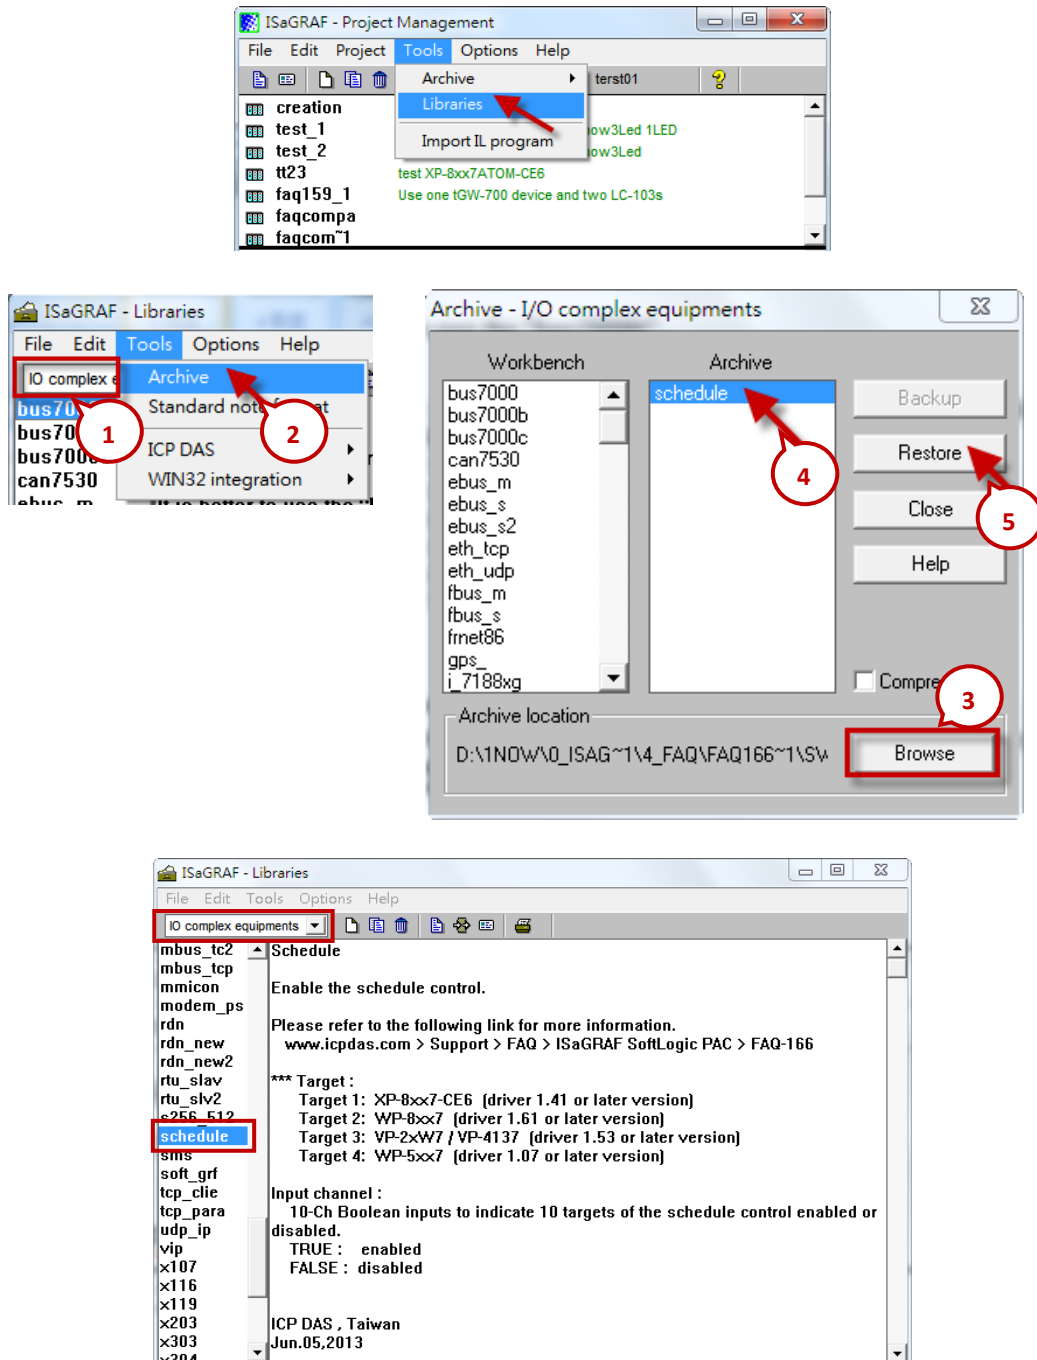 ISaGRAF - Project Management
File Edit Project Tools Options Help
Archive
terst01
Libraries
Import IL program
creation
test_1
ow3Led 1LED
test_2
ow3Led
tt23
test XP-8xx7ATOM-CE6
faq159_1
Use one tGW-700 device and two LC-103s
faqcompa
faqcom~1
ISaGRAF - Libraries
File Edit Tools Options Help
IO complex e
Archive
Standard note
ICP DAS
WIN32 integration
bus70
bus70
bus700
can7530
ebus_m
1
2
Archive - I/O complex equipments
Workbench
Archive
bus7000
bus7000b
bus7000c
can7530
ebus_m
ebus_s
ebus_s2
eth_tcp
eth_udp
fbus_m
fbus_s
frnet86
gps_
i_7188xg
schedule
4
Backup
Restore
5
Close
Help
Compre
3
Archive location
D:\1NOW\0_ISAG~1\4_FAQ\FAQ166~1\SW
Browse
ISaGRAF - Libraries
File Edit Tools Options Help
IO complex equipments
mbus_tc2
mbus_tcp
mmicon
modem_ps
rdn
rdn_new
rdn_new2
rtu_slav
rtu_slv2
s256_512
schedule
sms
soft_grf
tcp_clie
tcp_para
udp_ip
vip
x107
x116
x119
x203
x303
x304
Schedule
Enable the schedule control.
Please refer to the following link for more information.
www.icpdas.com > Support > FAQ > ISaGRAF SoftLogic PAC > FAQ-166
*** Target :
Target 1: XP-8xx7-CE6 (driver 1.41 or later version)
Target 2: WP-8xx7 (driver 1.61 or later version)
Target 3: VP-2xW7 / VP-4137 (driver 1.53 or later version)
Target 4: WP-5xx7 (driver 1.07 or later version)
Input channel :
10-Ch Boolean inputs to indicate 10 targets of the schedule control enabled or
disabled.
TRUE : enabled
FALSE : disabled
ICP DAS , Taiwan
Jun.05,2013